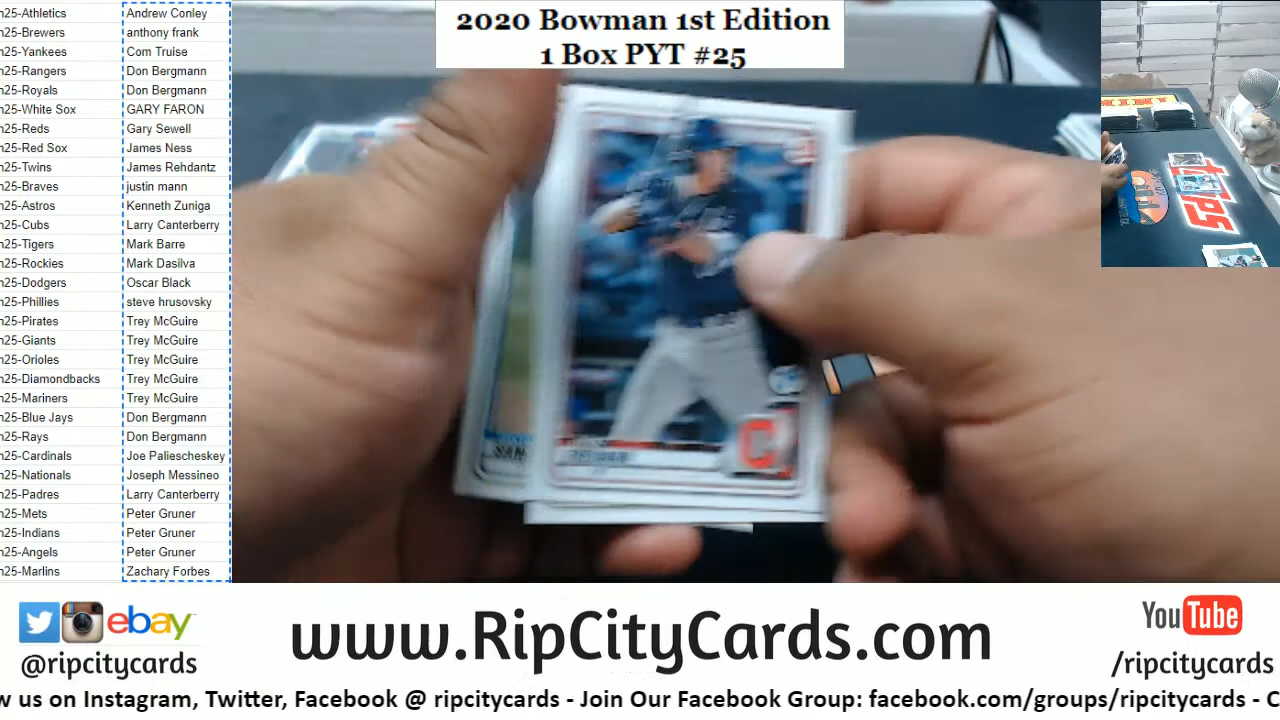 2020 Bowman 1st Edition
1 Box PYT #25
n25-Athletics Andrew Conley
n25-Brewers anthony frank
n25-Yankees Com Truise
n25-Rangers Don Bergmann
n25-Royals Don Bergmann
n25-White Sox GARY FARON
n25-Reds Gary Sewell
n25-Red Sox James Ness
n25-Twins James Rehdantz
n25-Braves justin mann
n25-Astros Kenneth Zuniga
n25-Cubs Larry Canterberry
n25-Tigers Mark Barre
n25-Rockies Mark Dasilva
n25-Dodgers Oscar Black
n25-Phillies steve hrusovsky
n25-Pirates Trey McGuire
n25-Giants Trey McGuire
n25-Orioles Trey McGuire
n25-Diamondbacks Trey McGuire
n25-Mariners Trey McGuire
n25-Blue Jays Don Bergmann
n25-Rays Don Bergmann
n25-Cardinals Joe Paliescheskey
n25-Nationals Joseph Messineo
n25-Padres Larry Canterberry
n25-Mets Peter Gruner
n25-Indians Peter Gruner
n25-Angels Peter Gruner
n25-Marlins Zachary Forbes
SAN
C
topps
ebay
@ripcitycards
www.RipCityCards.com
YouTube
/ripcitycards
w us on Instagram, Twitter, Facebook @ ripcitycards - Join Our Facebook Group: facebook.com/groups/ripcitycards - C